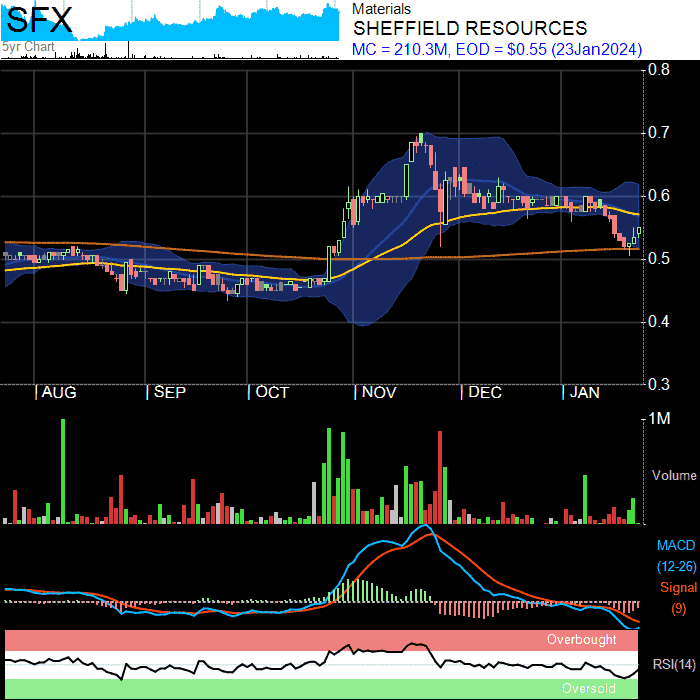 SFX
5yr Chart
Materials
SHEFFIELD RESOURCES
MC = 210.3M, EOD = $0.55 (23Jan2024)
0.8
0.7
0.6
0.5
0.4
0.3
| AUG | SEP | OCT | NOV | DEC | JAN
1M
Volume
MACD
(12-26)
Signal
(9)
Overbought
RSI(14)
Oversold